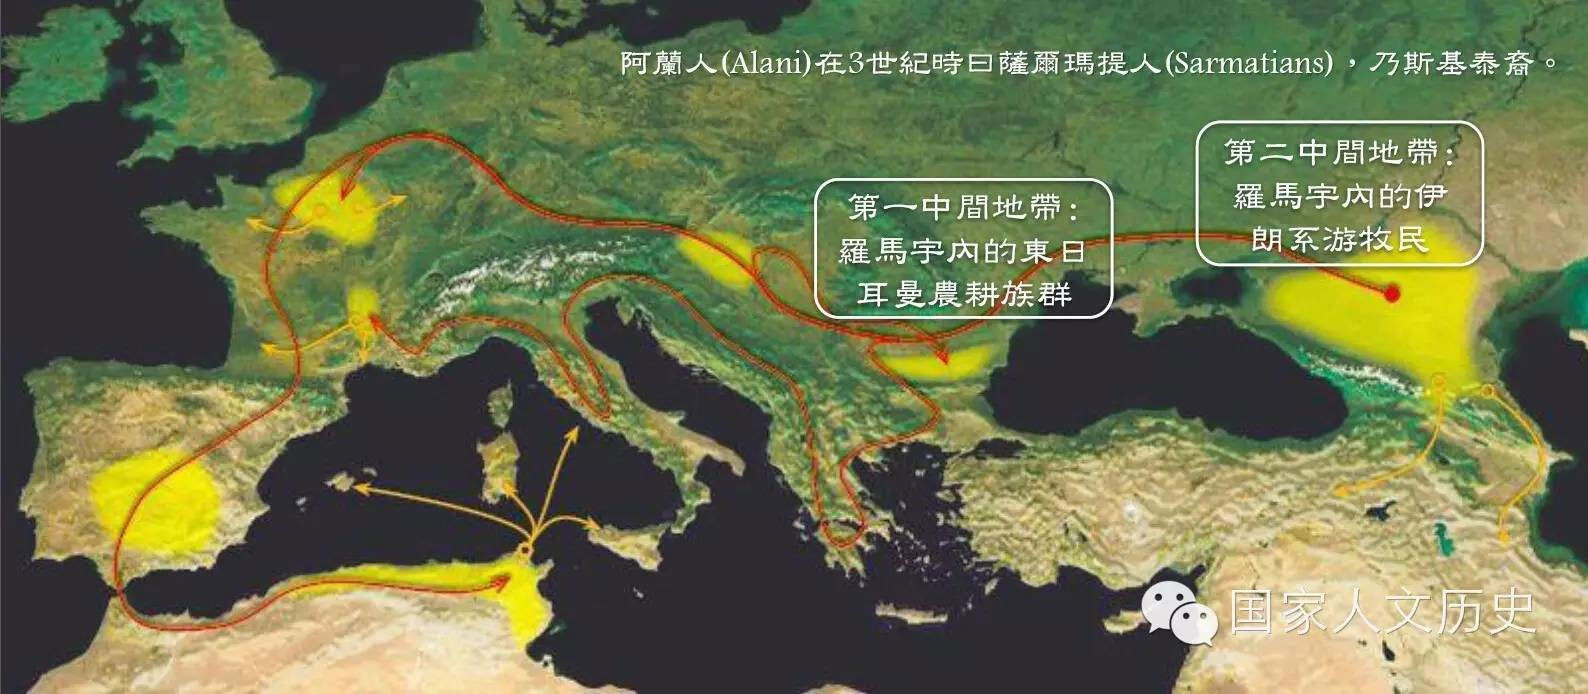 阿蘭人(Alani)在3世紀時曰薩爾瑪提人(Sarmatians)，乃斯基泰裔。
第二中間地帶：
羅馬宇內的伊
朗系游牧民
第一中間地帶：
羅馬宇內的東日
耳曼農耕族群
国家人文历史